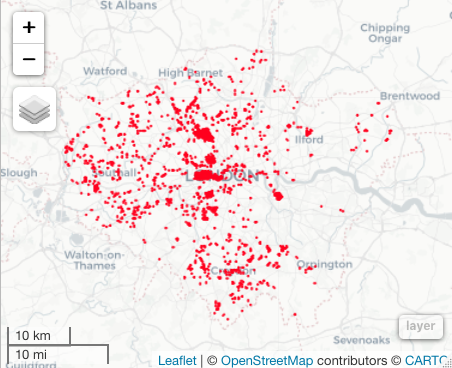 St Albans
+
Chipping
Ongar
−
Watford
High Barnet
Brentwood
Ilford
Slough
Southall
LONDON
Walton-on-
Thames
Croydon
Orpington
10 km
layer
10 mi
Sevenoaks
Guildford
Leaflet | © OpenStreetMap contributors © CARTO